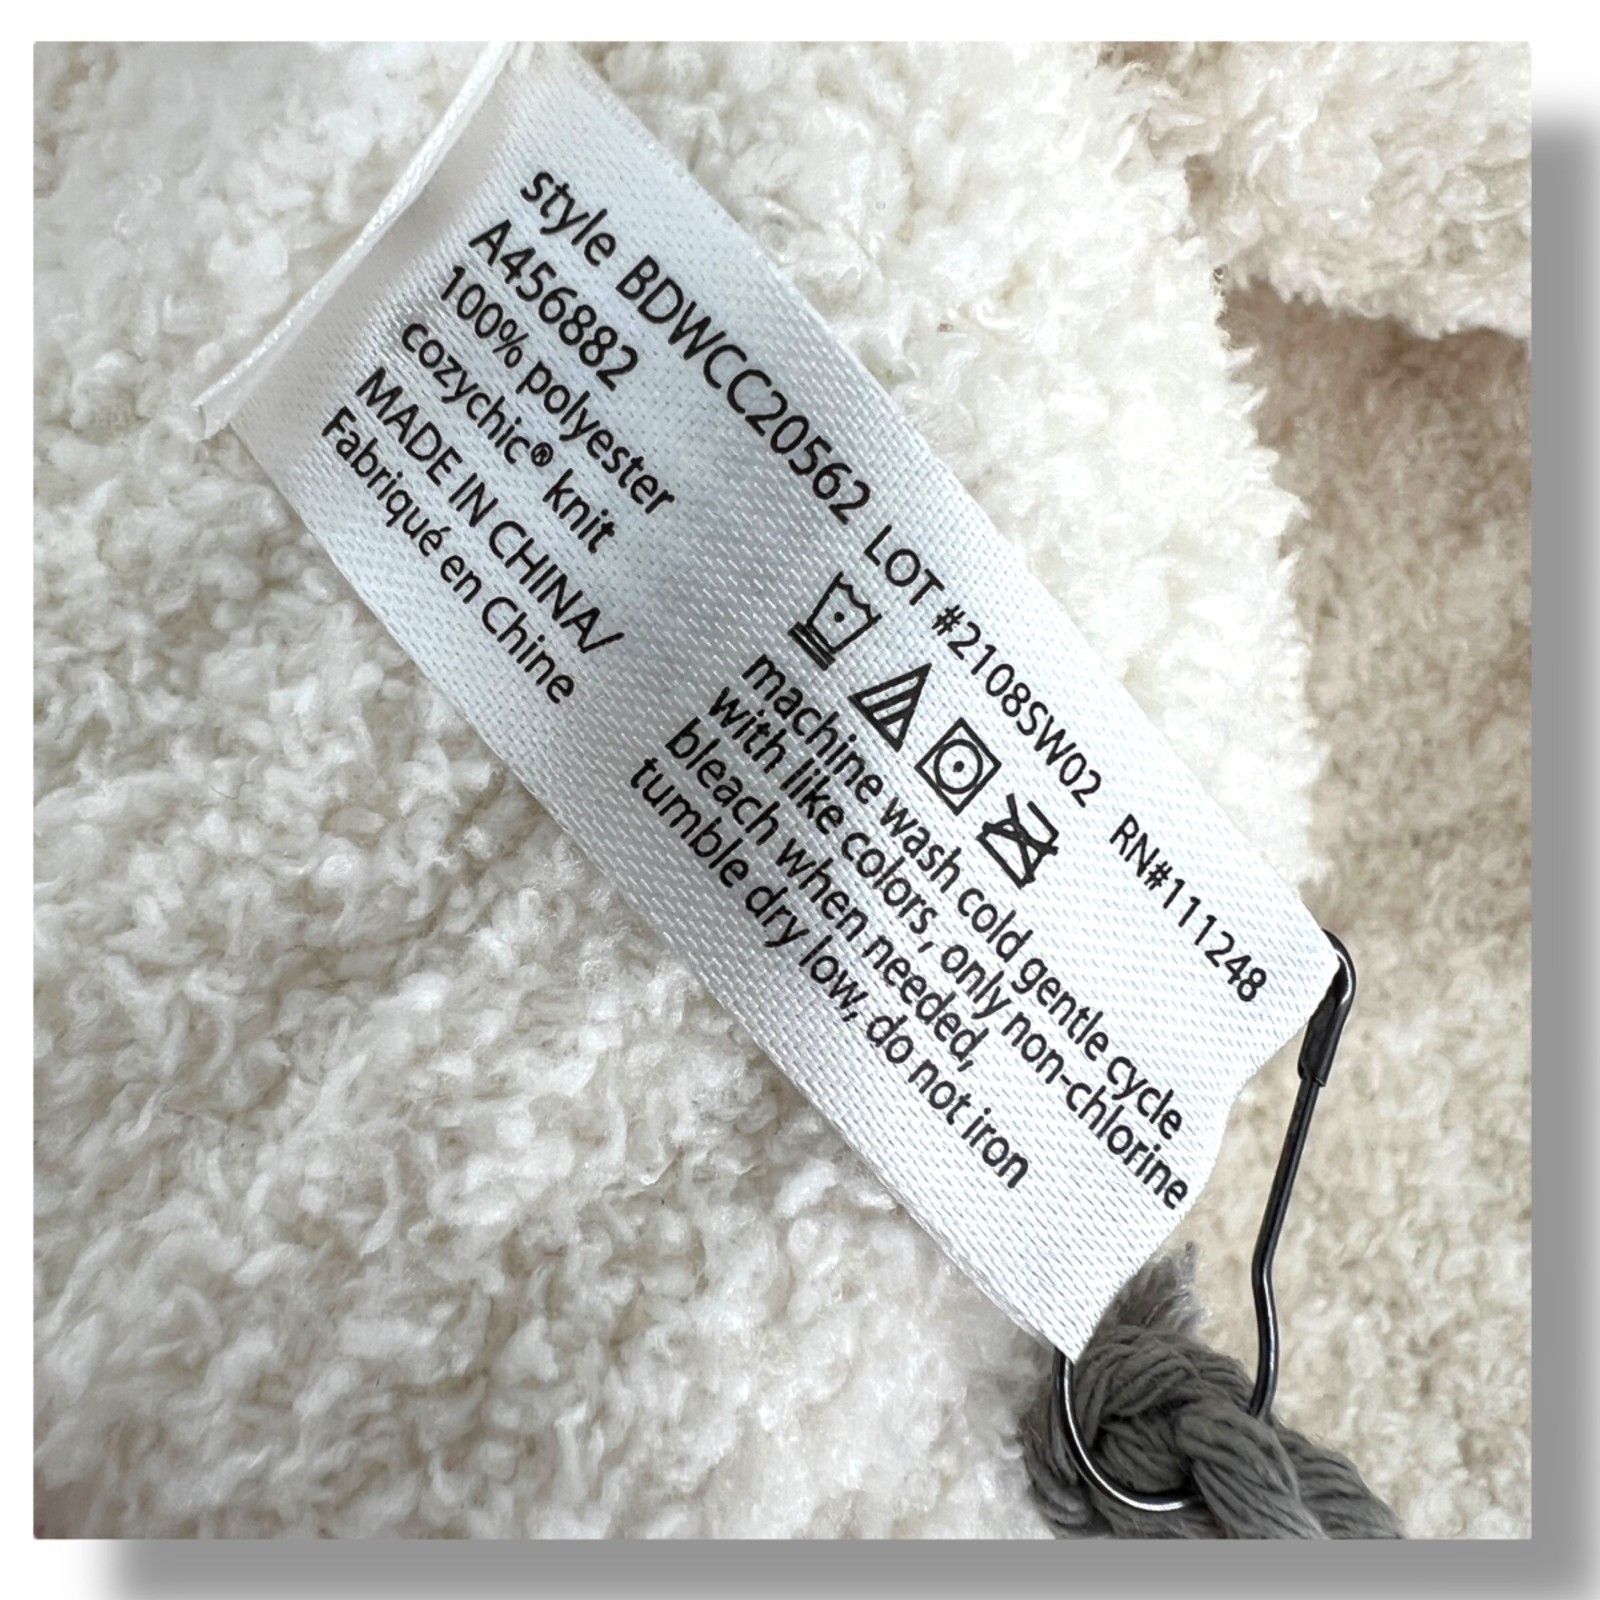 style BDWCC20562 LOT #2108SW02 RN#111248
A456882
100% polyester
cozychic® knit
MADE IN CHINA/
Fabriqué en Chine
machine wash cold gentle cycle
with like colors, only non-chlorine
bleach when needed,
tumble dry low, do not iron